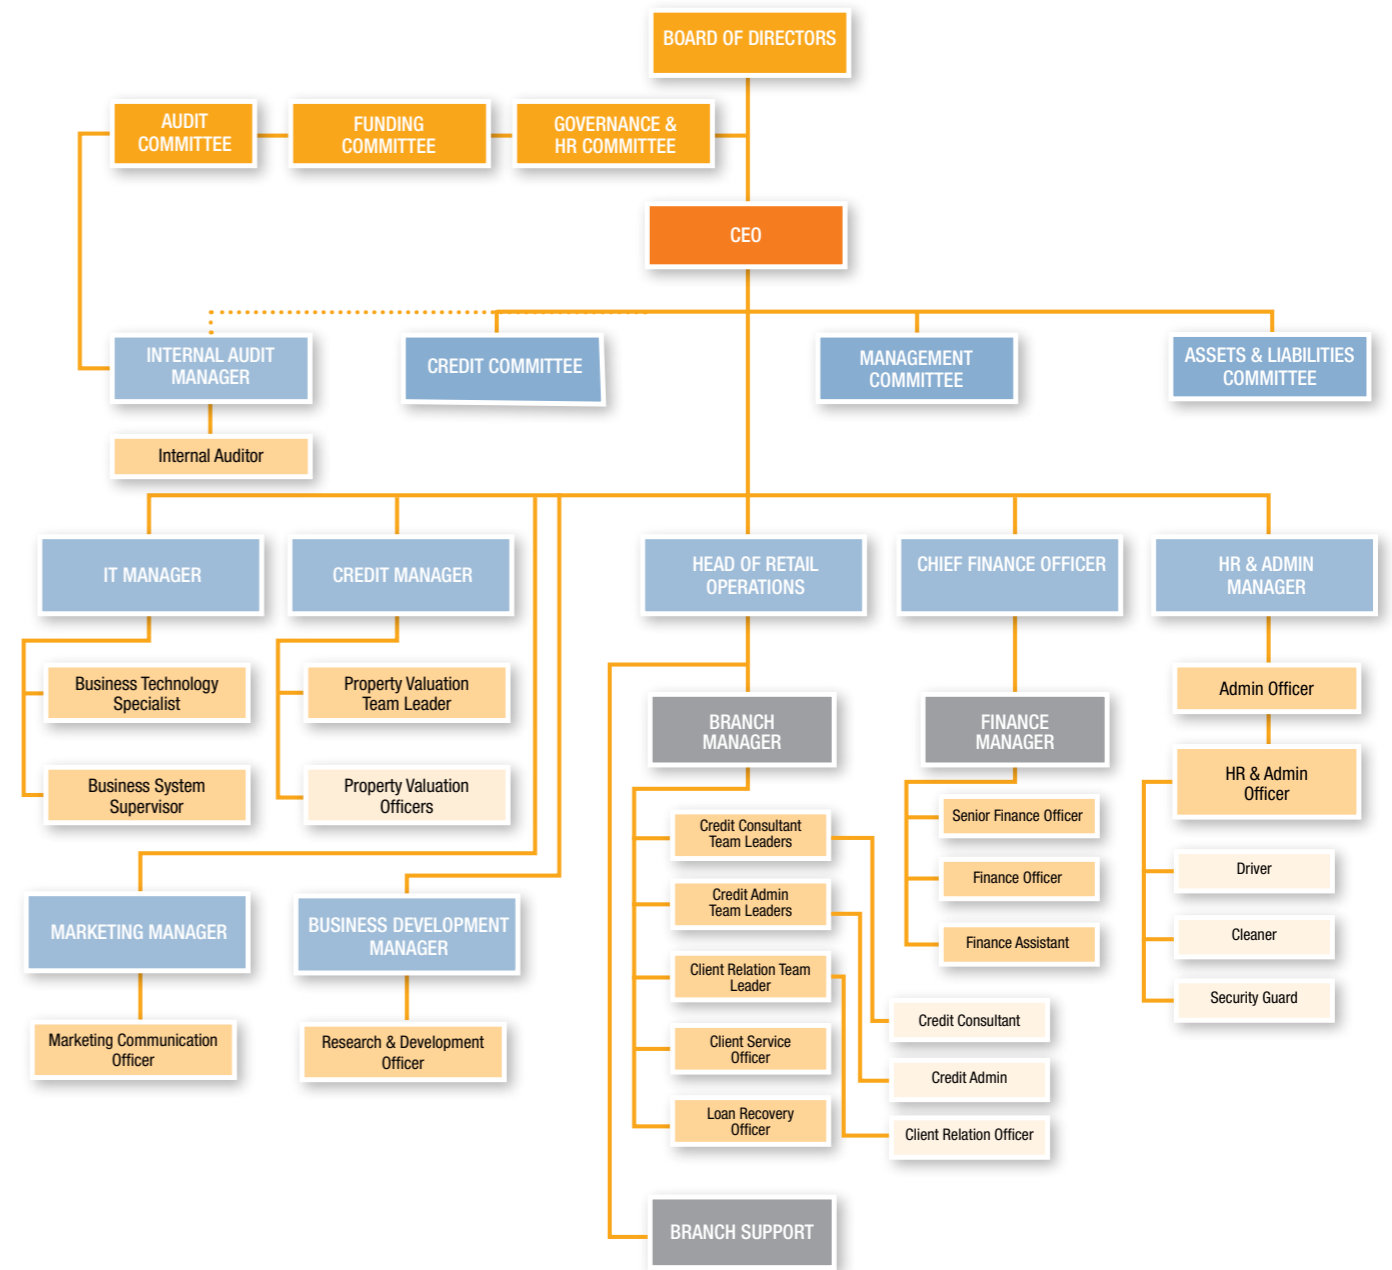 BOARD OF DIRECTORS
AUDIT
COMMITTEE
FUNDING
COMMITTEE
GOVERNANCE &
HR COMMITTEE
CEO
INTERNAL AUDIT
MANAGER
CREDIT COMMITTEE
MANAGEMENT
COMMITTEE
ASSETS & LIABILITIES
COMMITTEE
Internal Auditor
IT MANAGER
CREDIT MANAGER
HEAD OF RETAIL
OPERATIONS
CHIEF FINANCE OFFICER
HR & ADMIN
MANAGER
Business Technology
Specialist
Business System
Supervisor
Property Valuation
Team Leader
Property Valuation
Officers
BRANCH
MANAGER
FINANCE
MANAGER
Admin Officer
HR & Admin
Officer
Credit Consultant
Team Leaders
Credit Admin
Team Leaders
Client Relation Team
Leader
Client Service
Officer
Loan Recovery
Officer
Senior Finance Officer
Finance Officer
Finance Assistant
Driver
Cleaner
Security Guard
MARKETING MANAGER
BUSINESS DEVELOPMENT
MANAGER
Marketing Communication
Officer
Research & Development
Officer
Credit Consultant
Credit Admin
Client Relation Officer
BRANCH SUPPORT